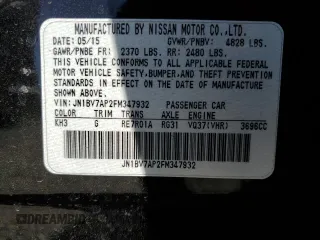 MANUFACTURED BY NISSAN MOTOR CO.,LTD.
DATE: 05/15 GVWR/PNBV: 4828 LBS.
GAWR/PNBE FR: 2370 LBS. RR: 2480 LBS.
THIS VEHICLE CONFORMS TO ALL APPLICABLE FEDERAL
MOTOR VEHICLE SAFETY,BUMPER, AND THEFT PREVENTION
STANDARDS IN EFFECT ON THE DATE OF MANUFACTURE
SHOWN ABOVE.
VIN:JN1BV7AP2FM347932 PASSENGER CAR
COLOR TRIM TRANS AXLE ENGINE
KH3 G RE7R01A RG31 VQ37(VHR) 3696CC
JN1BV7AP2FM347932
DREAMBID